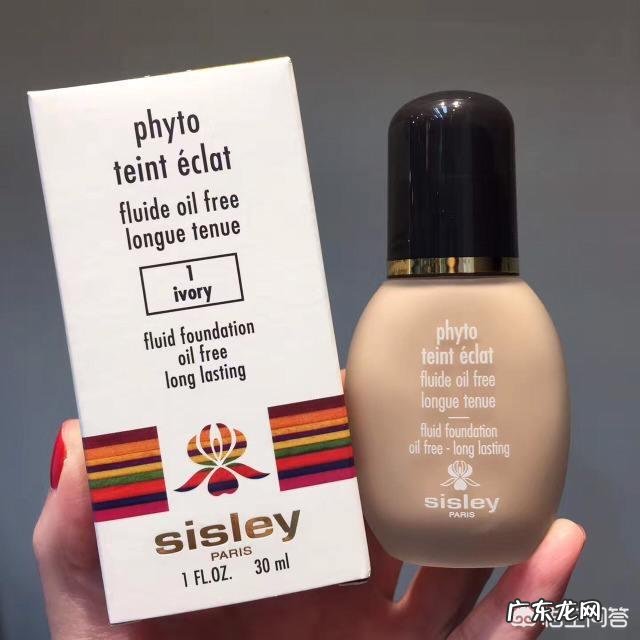 phyto
teint éclat
fluide oil free
longue tenue
1
ivory
fluid foundation
oil free
long lasting
sisley
PARIS
1 FL.OZ. 30 ml
phyto
teint éclat
fluide oil free
longue tenue
fluid foundation
oil free - long lasting
sisley
PARIS
广东龙网